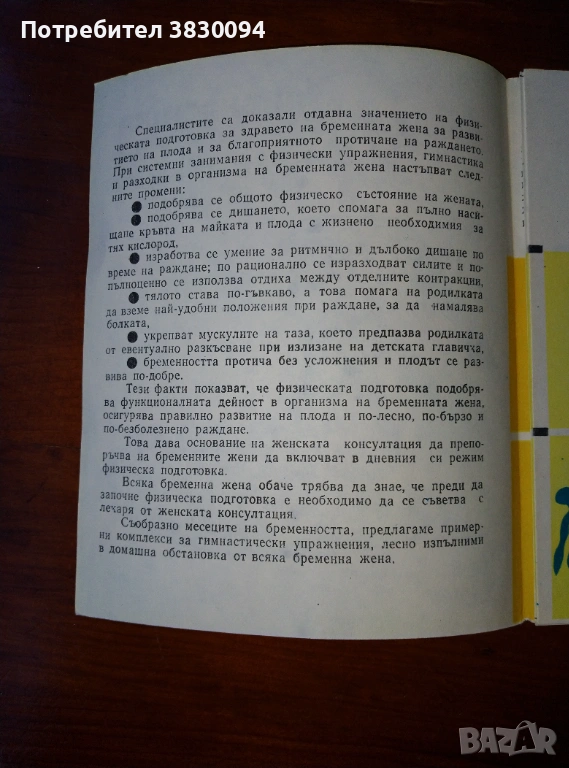 Потребител 3830094
Специалистите са доказали отдавна значението на физи-
ческата подготовка за здравето на бременната жена за разви-
тието на плода и за благоприятното протичане на раждането.
При системни занимания с физически упражнения, гимнастика
и разходки в организма на бременната жена настъпват след-
ните промени:
● подобрява се общото физическо състояние на жената,
● подобрява се дишането, което спомага за пълно наси-
щане кръвта на майката и плода с жизнено необходимия за
тях кислород,
● изработва се умение за ритмично и дълбоко дишане по
време на раждане; по рационално се изразходват силите и по-
пълноценно се използва отдиха между отделните контракции,
● тялото става по-гъвкаво, а това помага на родилката
да вземе най-удобни положения при раждане, за да намалява
болката,
● укрепват мускулите на таза, което предпазва родилката
от евентуално разкъсване при излизане на детската главичка,
● бременността протича без усложнения и плодът се раз-
вива по-добре.
Тези факти показват, че физическата подготовка подобря-
ва функционалната дейност в организма на бременната жена,
осигурява правилно развитие на плода и по-лесно, по-бързо и
по-безболезнено раждане.
Това дава основание на женската консултация да препо-
ръчва на бременните жени да включват в дневния си режим
физическа подготовка.
Всяка бременна жена обаче трябва да знае, че преди да
започне физическа подготовка е необходимо да се съветва с
лекаря от женската консултация.
Съобразно месеците на бременността, предлагаме пример-
ни комплекси за гимнастически упражнения, лесно изпълними
в домашна обстановка от всяка бременна жена.
BAZAR